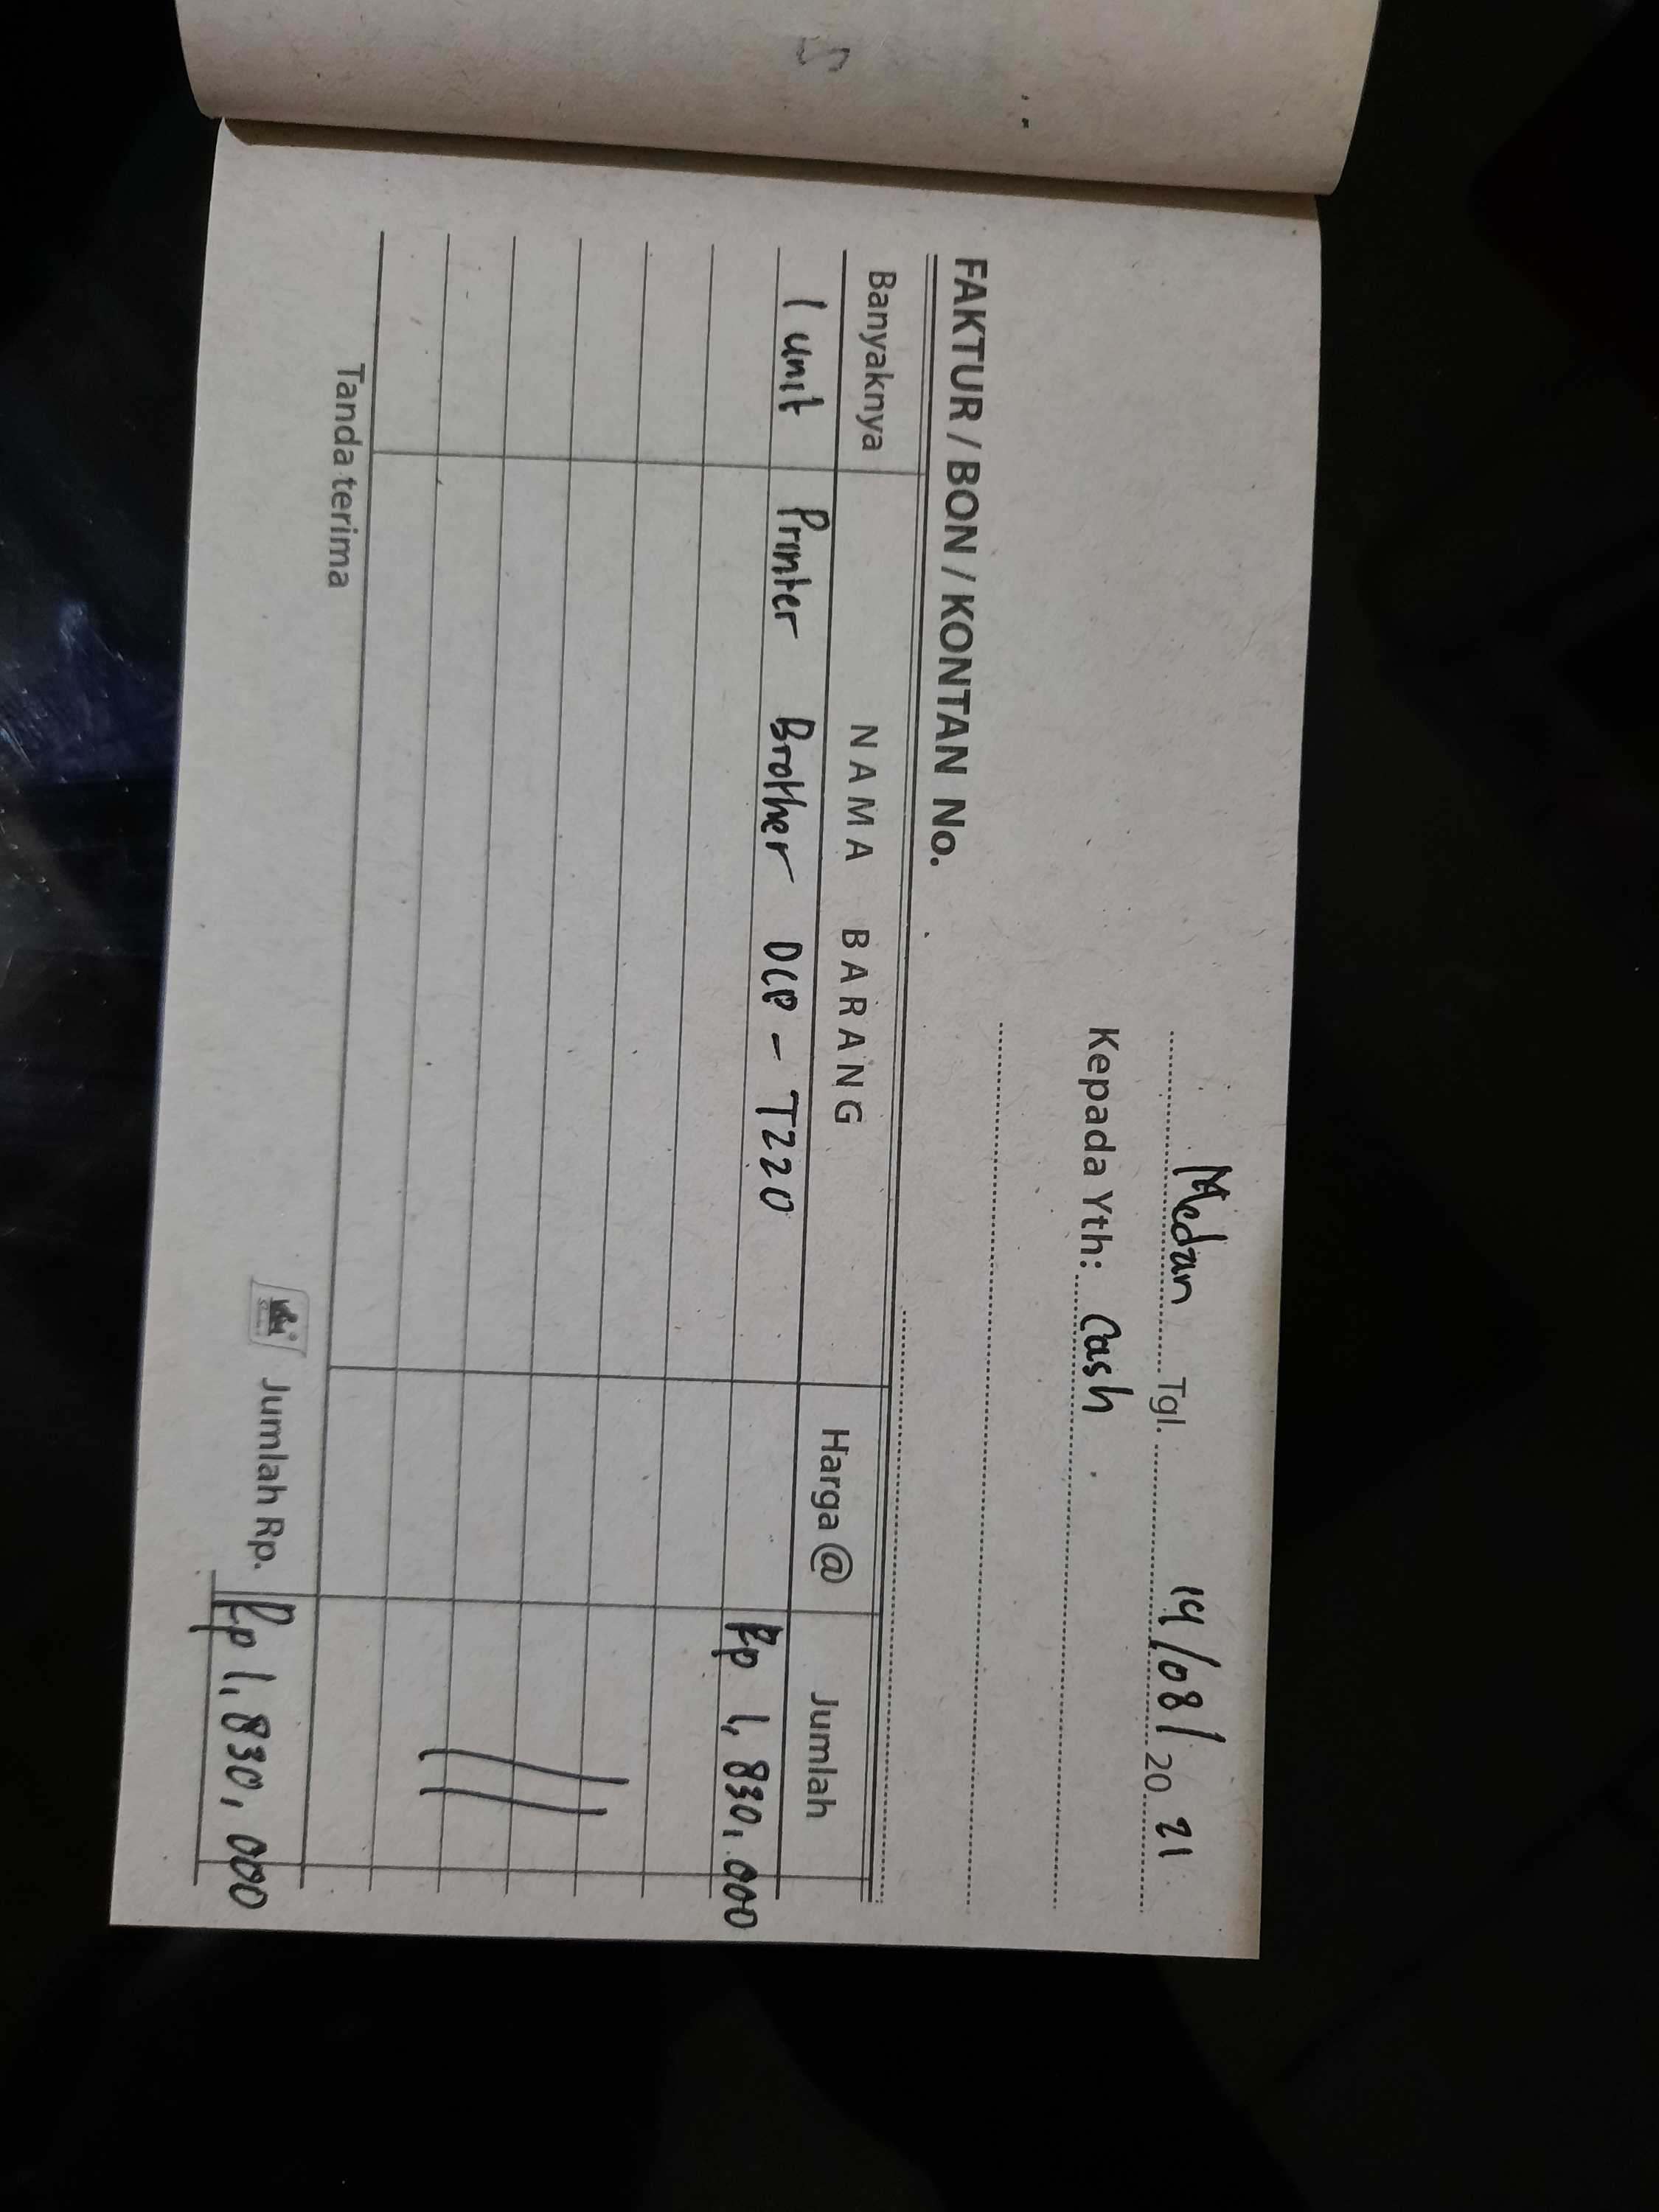 Medan Tgl. 14/08/2021
Kepada Yth: Cash
FAKTUR / BON / KONTAN No.
Banyaknya NAMA BARANG Harga @ Jumlah
1 unit Printer Brother DCP - T220 Rp 1,830,000
Tanda terima
Jumlah Rp. Rp 1,830,000